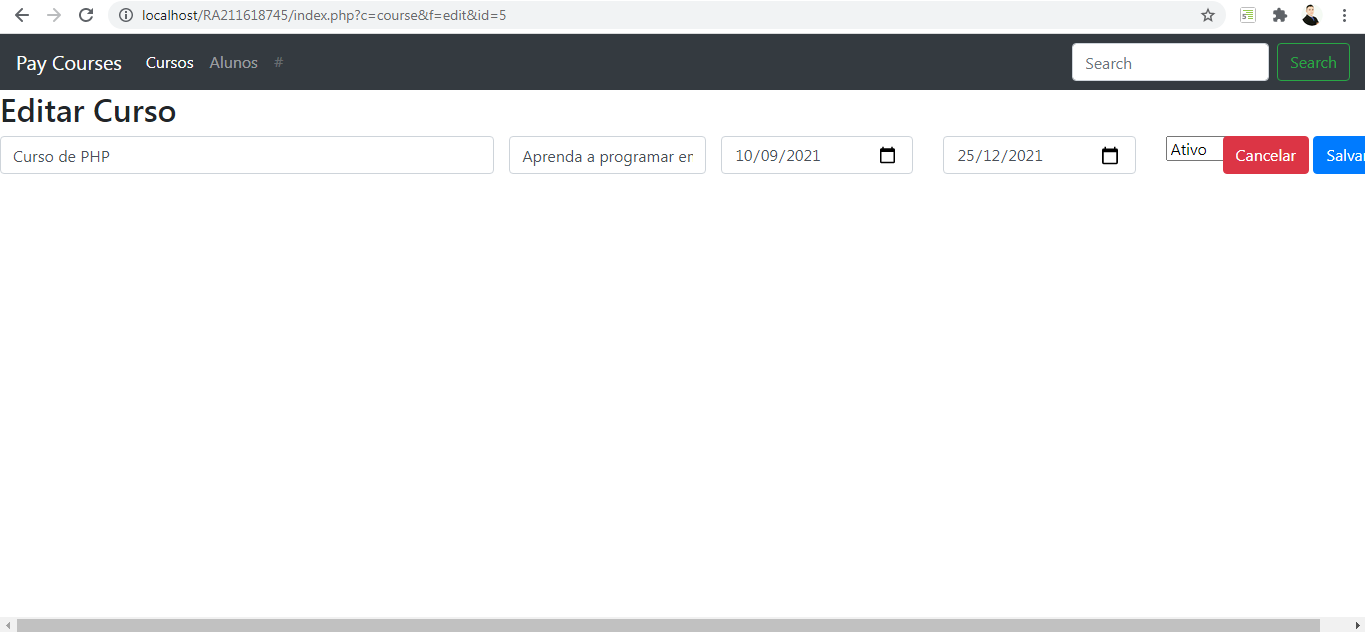 localhost/RA211618745/index.php?c=course&f=edit&id=5
Pay Courses Cursos Alunos # Search Search
Editar Curso
Curso de PHP Aprenda a programar er 10/09/2021 25/12/2021 Ativo Cancelar Salvar